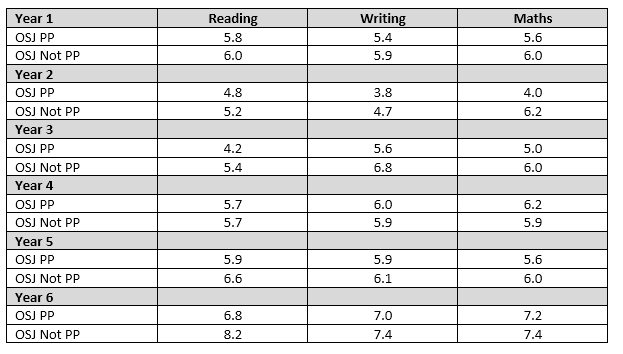 Year 1 Reading Writing Maths
OSJ PP 5.8 5.4 5.6
OSJ Not PP 6.0 5.9 6.0
Year 2
OSJ PP 4.8 3.8 4.0
OSJ Not PP 5.2 4.7 6.2
Year 3
OSJ PP 4.2 5.6 5.0
OSJ Not PP 5.4 6.8 6.0
Year 4
OSJ PP 5.7 6.0 6.2
OSJ Not PP 5.7 5.9 5.9
Year 5
OSJ PP 5.9 5.9 5.6
OSJ Not PP 6.6 6.1 6.0
Year 6
OSJ PP 6.8 7.0 7.2
OSJ Not PP 8.2 7.4 7.4